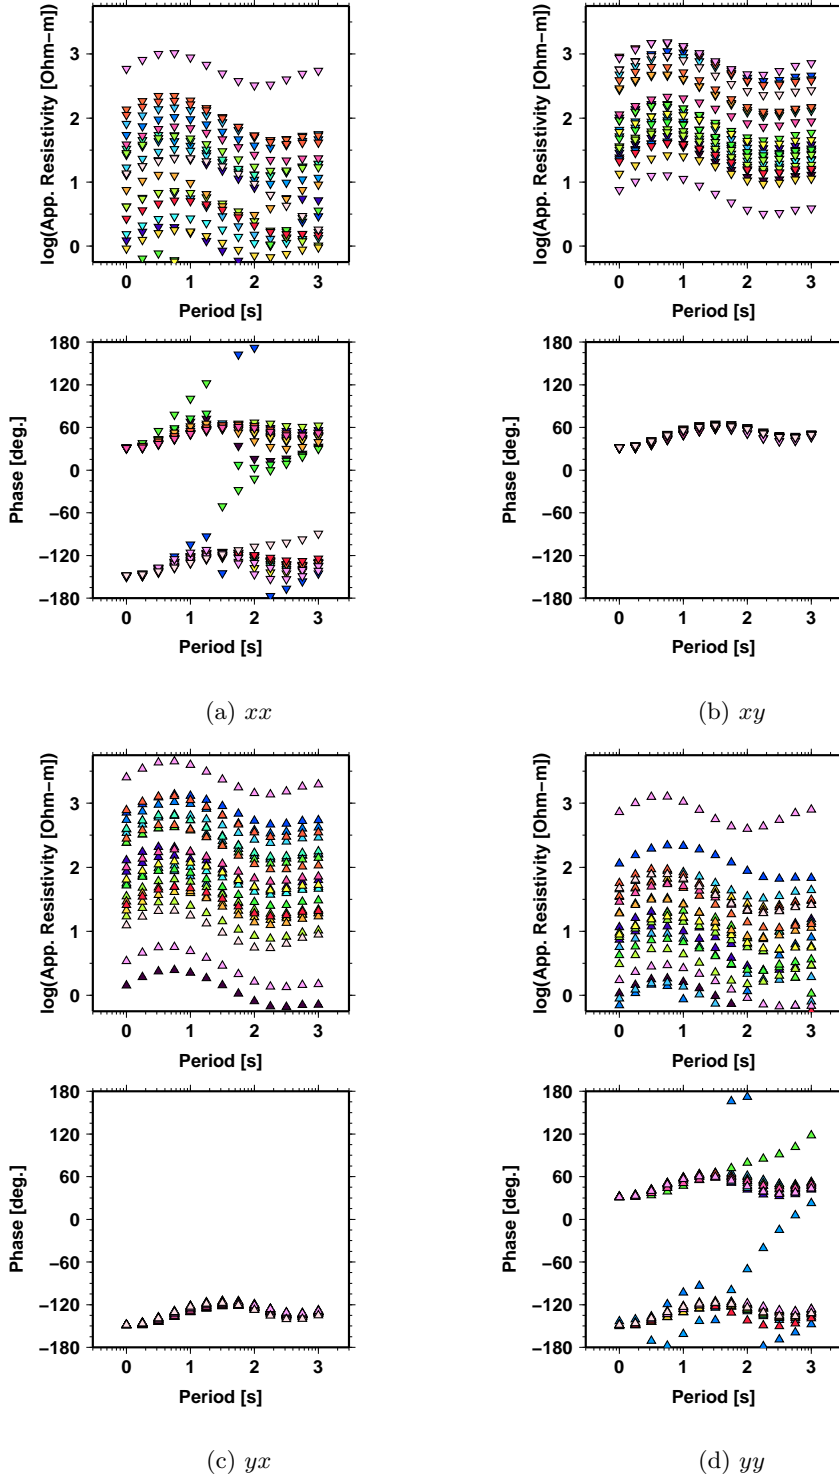 log(App. Resistivity [Ohm−m])
3
2
1
0
0 1 2 3
Period [s]
log(App. Resistivity [Ohm−m])
3
2
1
0
0 1 2 3
Period [s]
Phase [deg.]
180
120
60
0
−60
−120
−180
0 1 2 3
Period [s]
Phase [deg.]
180
120
60
0
−60
−120
−180
0 1 2 3
Period [s]
(a) xx
(b) xy
log(App. Resistivity [Ohm−m])
3
2
1
0
0 1 2 3
Period [s]
log(App. Resistivity [Ohm−m])
3
2
1
0
0 1 2 3
Period [s]
Phase [deg.]
180
120
60
0
−60
−120
−180
0 1 2 3
Period [s]
Phase [deg.]
180
120
60
0
−60
−120
−180
0 1 2 3
Period [s]
(c) yx
(d) yy